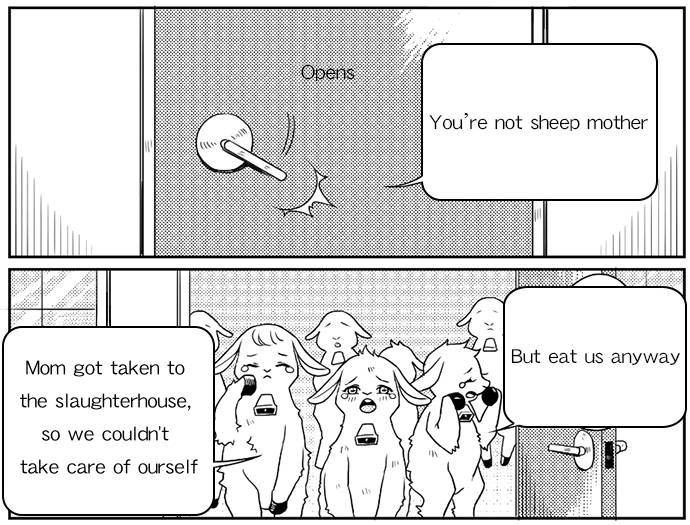 Opens
You're not sheep mother
Mom got taken to
the slaughterhouse,
so we couldn't
take care of ourself
But eat us anyway